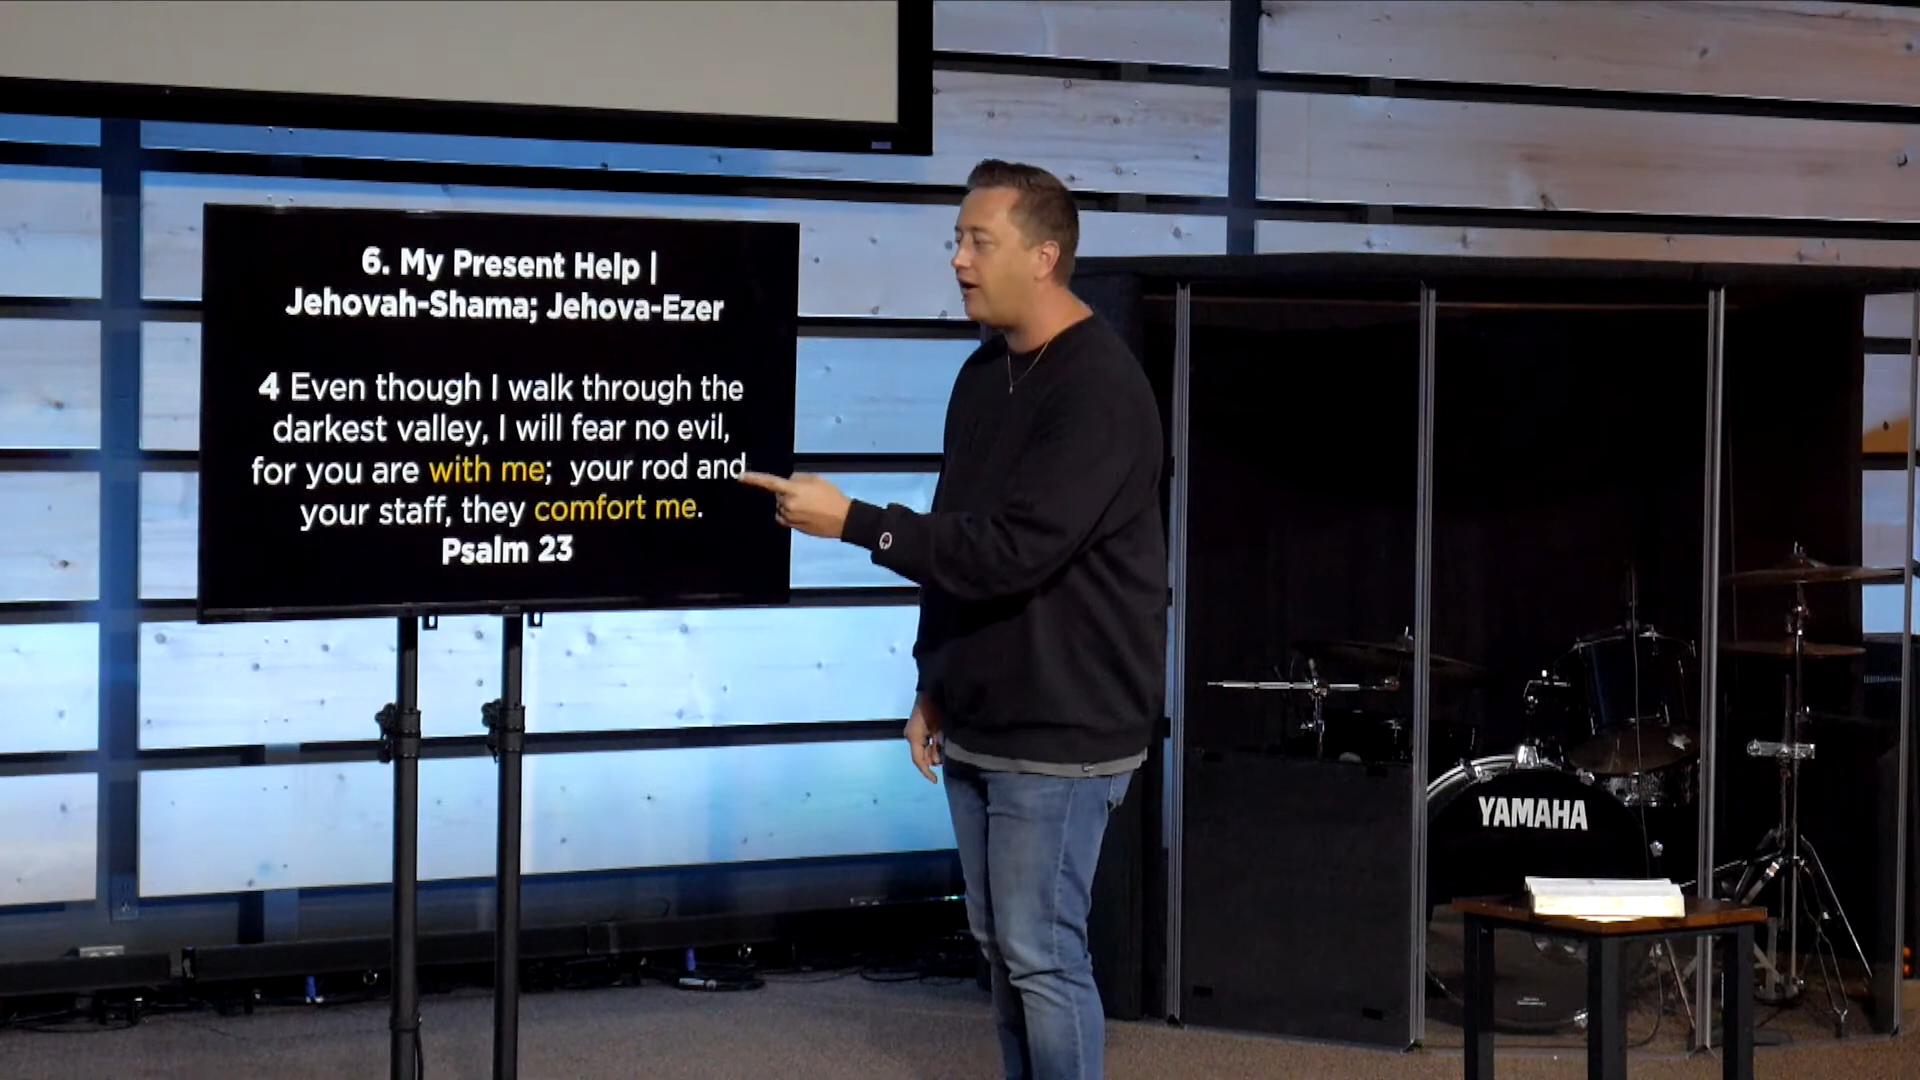 6. My Present Help |
Jehovah-Shama; Jehova-Ezer
4 Even though I walk through the
darkest valley, I will fear no evil,
for you are with me; your rod and
your staff, they comfort me.
Psalm 23
YAMAHA